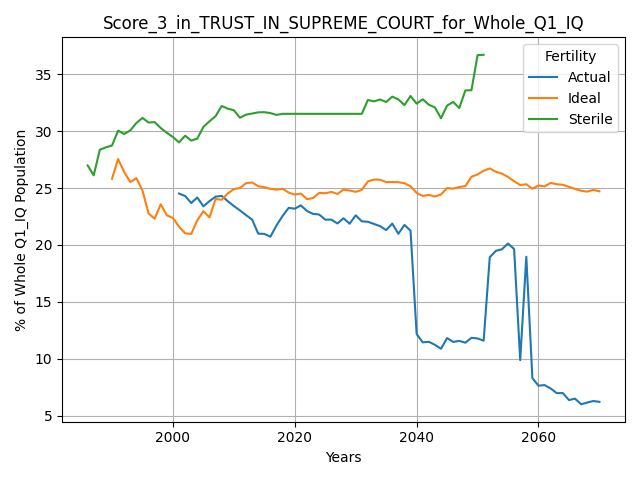 Score_3_in_TRUST_IN_SUPREME_COURT_for_Whole_Q1_IQ
Fertility
Actual
Ideal
Sterile
% of Whole Q1_IQ Population
35
30
25
20
15
10
5
2000
2020
2040
2060
Years